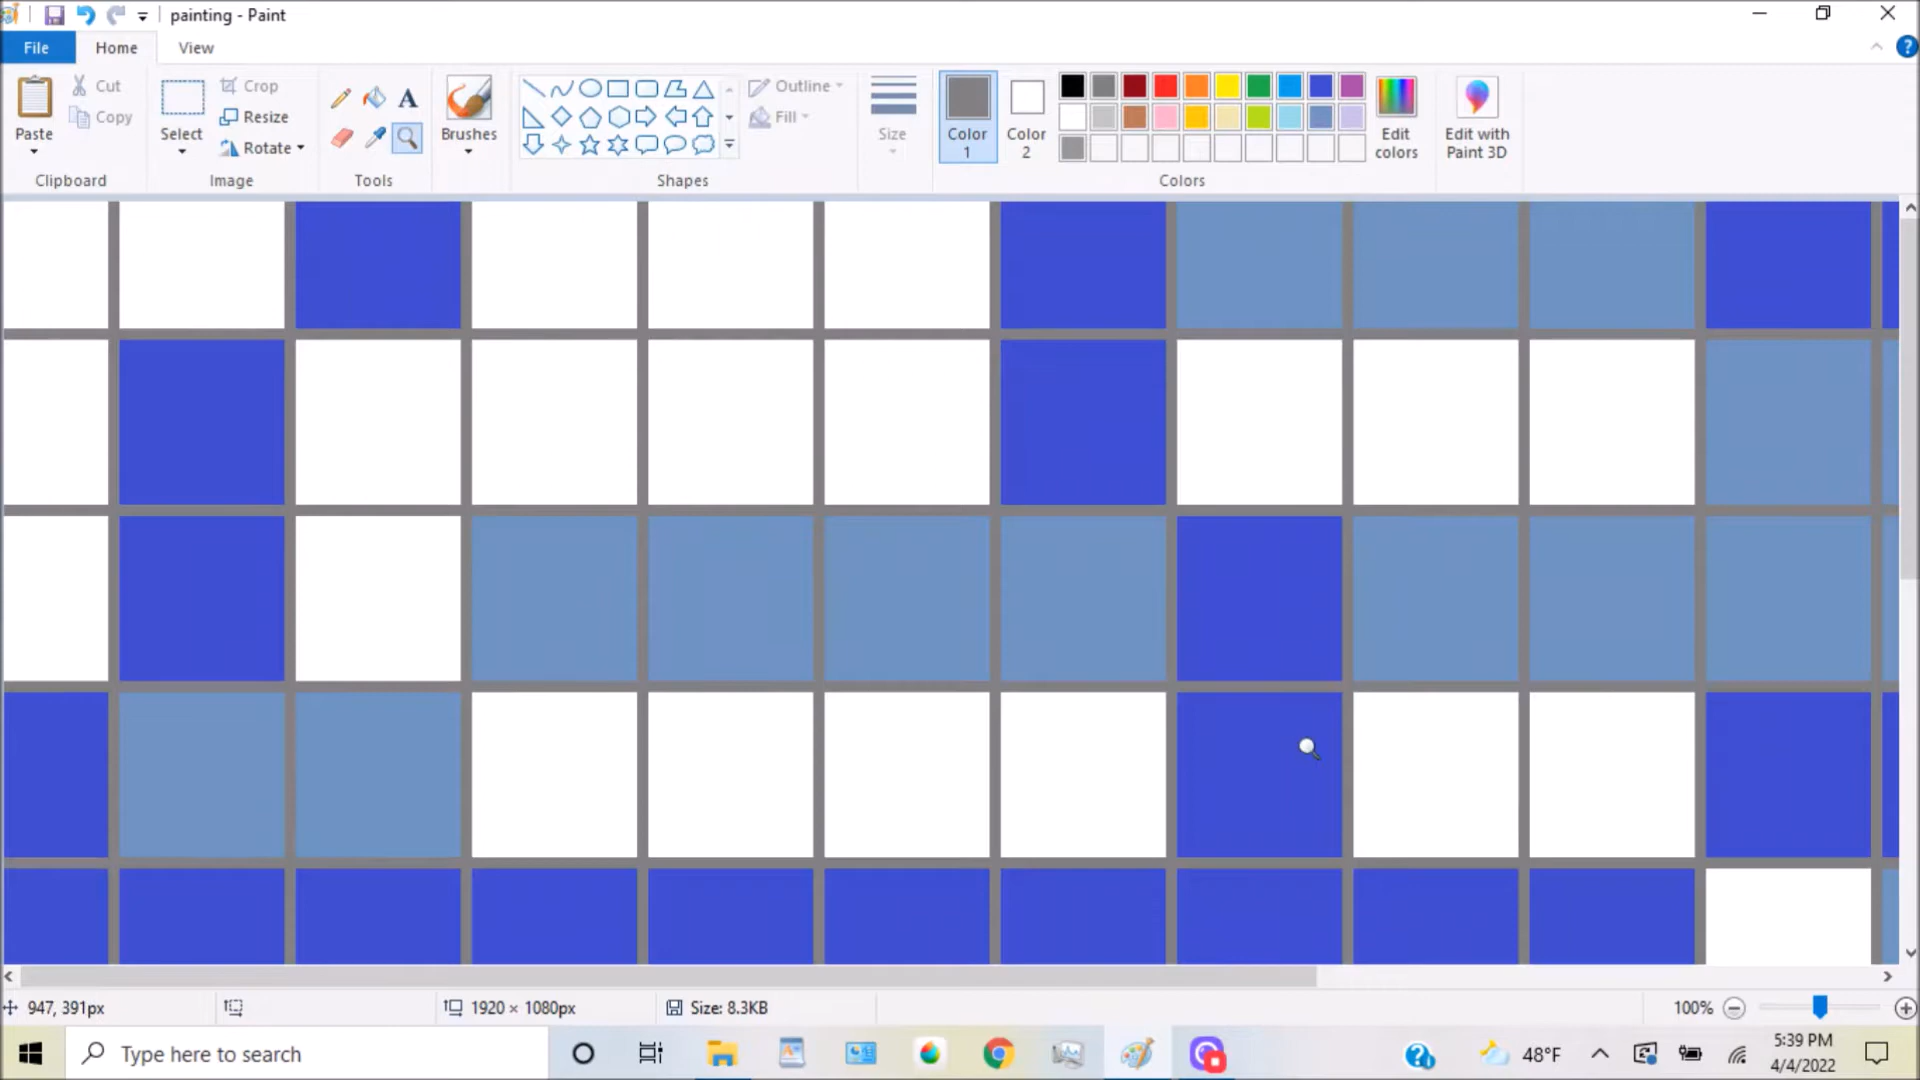 painting - Paint
File Home View
Paste
Cut
Copy
Clipboard
Select
Crop
Resize
Rotate
Image
A
Tools
Brushes
Shapes
Outline
Fill
Size
Color 1
Color 2
Colors
Edit colors
Edit with Paint 3D
947, 391px
1920 × 1080px
Size: 8.3KB
100%
Type here to search
48°F
5:39 PM
4/4/2022